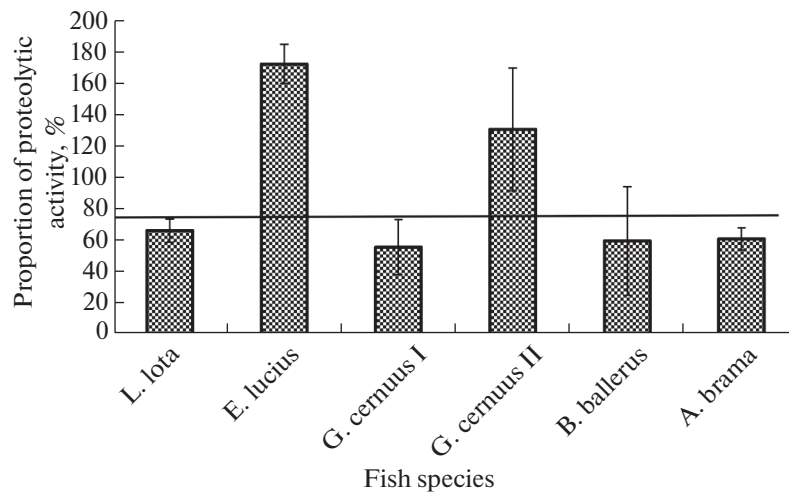 Proportion of proteolytic
activity, %
200
180
160
140
120
100
80
60
40
20
0
L. lota
E. lucius
G. cernuus I
G. cernuus II
B. ballerus
A. brama
Fish species